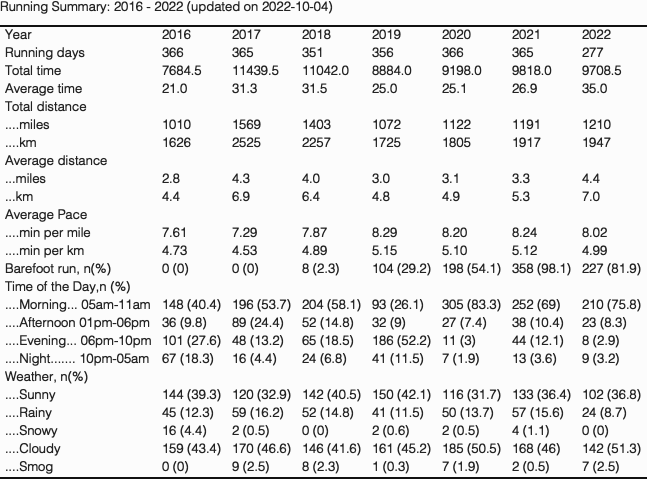 Running Summary: 2016 - 2022 (updated on 2022-10-04)
Year 2016 2017 2018 2019 2020 2021 2022
Running days 366 365 351 356 366 365 277
Total time 7684.5 11439.5 11042.0 8884.0 9198.0 9818.0 9708.5
Average time 21.0 31.3 31.5 25.0 25.1 26.9 35.0
Total distance
....miles 1010 1569 1403 1072 1122 1191 1210
....km 1626 2525 2257 1725 1805 1917 1947
Average distance
...miles 2.8 4.3 4.0 3.0 3.1 3.3 4.4
...km 4.4 6.9 6.4 4.8 4.9 5.3 7.0
Average Pace
....min per mile 7.61 7.29 7.87 8.29 8.20 8.24 8.02
....min per km 4.73 4.53 4.89 5.15 5.10 5.12 4.99
Barefoot run, n(%) 0 (0) 0 (0) 8 (2.3) 104 (29.2) 198 (54.1) 358 (98.1) 227 (81.9)
Time of the Day,n (%)
....Morning... 05am-11am 148 (40.4) 196 (53.7) 204 (58.1) 93 (26.1) 305 (83.3) 252 (69) 210 (75.8)
....Afternoon 01pm-06pm 36 (9.8) 89 (24.4) 52 (14.8) 32 (9) 27 (7.4) 38 (10.4) 23 (8.3)
....Evening... 06pm-10pm 101 (27.6) 48 (13.2) 65 (18.5) 186 (52.2) 11 (3) 44 (12.1) 8 (2.9)
....Night....... 10pm-05am 67 (18.3) 16 (4.4) 24 (6.8) 41 (11.5) 7 (1.9) 13 (3.6) 9 (3.2)
Weather, n(%)
....Sunny 144 (39.3) 120 (32.9) 142 (40.5) 150 (42.1) 116 (31.7) 133 (36.4) 102 (36.8)
....Rainy 45 (12.3) 59 (16.2) 52 (14.8) 41 (11.5) 50 (13.7) 57 (15.6) 24 (8.7)
....Snowy 16 (4.4) 2 (0.5) 0 (0) 2 (0.6) 2 (0.5) 4 (1.1) 0 (0)
....Cloudy 159 (43.4) 170 (46.6) 146 (41.6) 161 (45.2) 185 (50.5) 168 (46) 142 (51.3)
....Smog 0 (0) 9 (2.5) 8 (2.3) 1 (0.3) 7 (1.9) 2 (0.5) 7 (2.5)